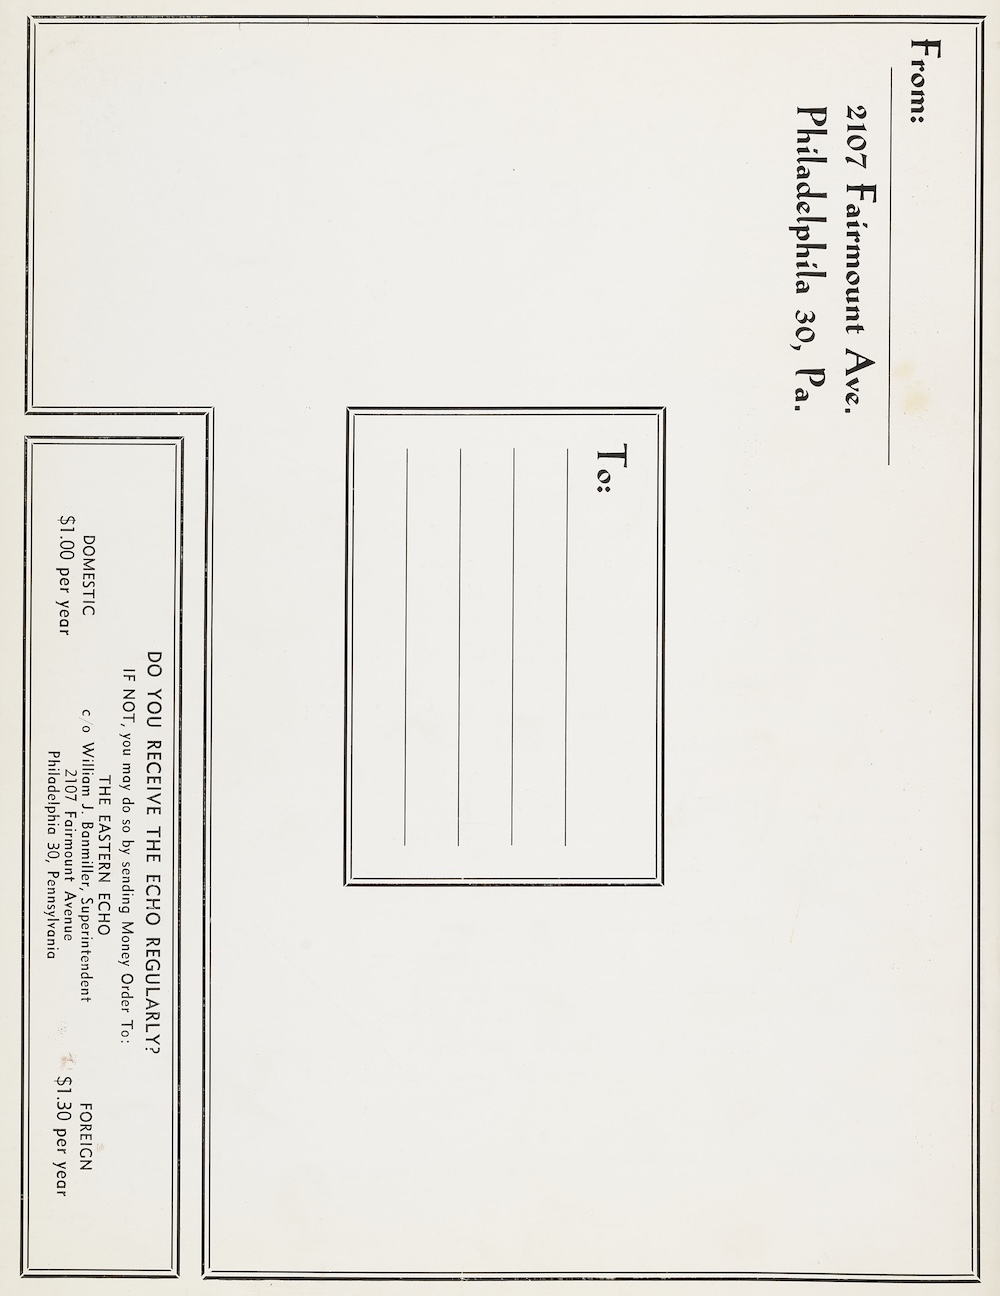 From:
2107 Fairmount Ave.
Philadelphila 30, Pa.
To:
DO YOU RECEIVE THE ECHO REGULARLY?
IF NOT, you may do so by sending Money Order To:
THE EASTERN ECHO
DOMESTIC
c/o William J. Banmiller, Superintendent
FOREIGN
$1.00 per year
2107 Fairmount Avenue
$1.30 per year
Philadelphia 30, Pennsylvania